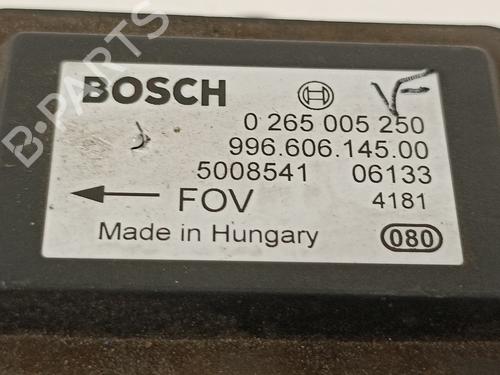 BOSCH
0 265 005 250
996.606.145.00
5008541 06133
FOV 4181
Made in Hungary 080
B-PARTS